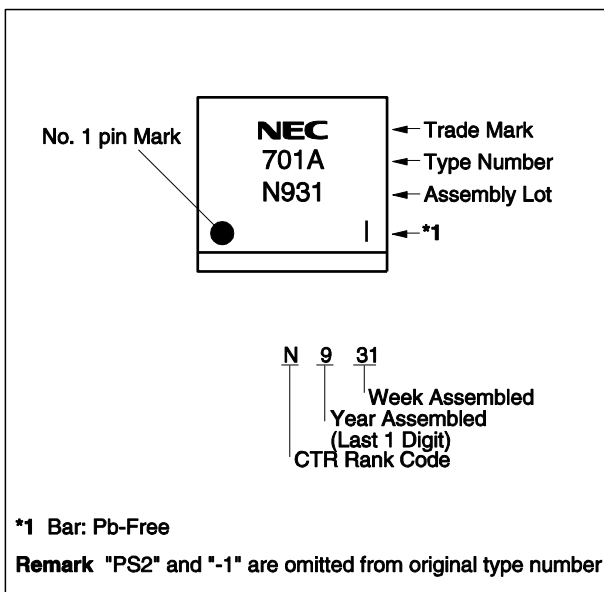 No. 1 pin Mark
NEC
701A
N931
Trade Mark
Type Number
Assembly Lot
*1
N 9 31
Week Assembled
Year Assembled
(Last 1 Digit)
CTR Rank Code
*1 Bar: Pb-Free
Remark "PS2" and "-1" are omitted from original type number